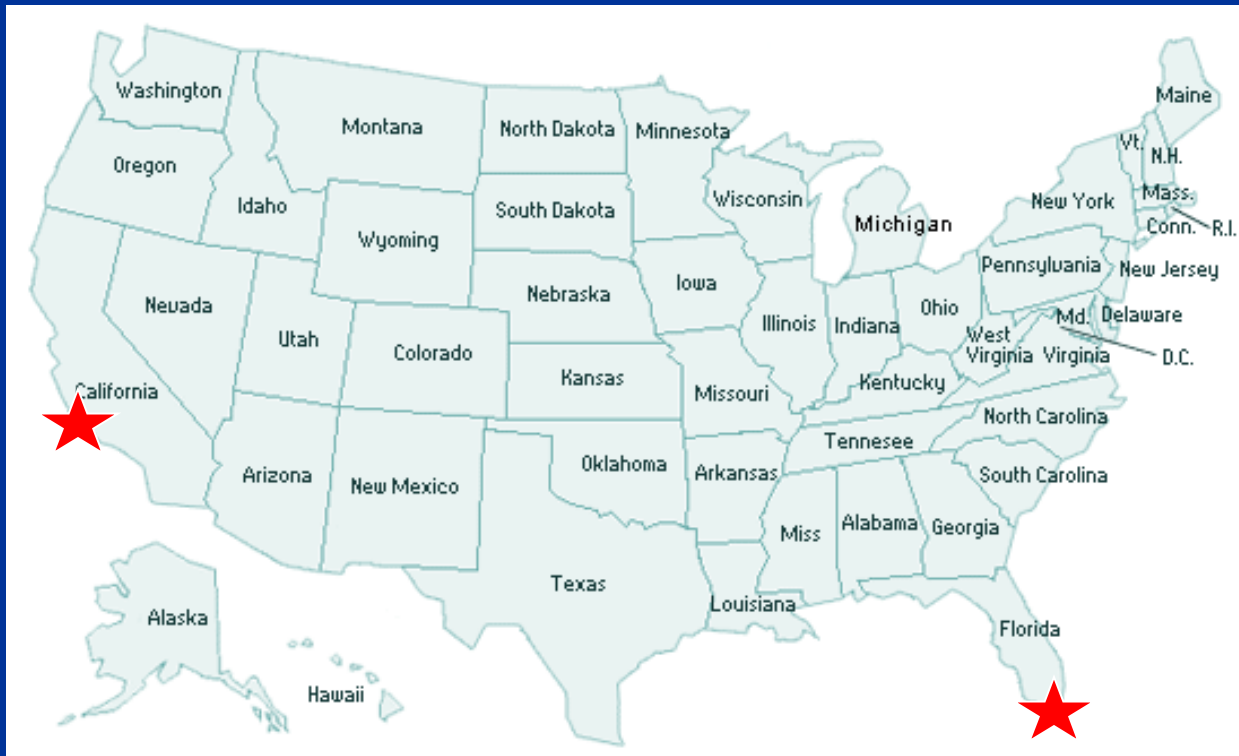 Washington
Montana
North Dakota
Minnesota
Maine
Oregon
Idaho
Wyoming
South Dakota
Wisconsin
Michigan
Vt.
N.H.
New York
Mass.
Conn.
R.I.
Nevada
Utah
Colorado
Nebraska
Iowa
Illinois
Indiana
Ohio
Pennsylvania
New Jersey
Md.
Delaware
West
Virginia
Virginia
D.C.
California
Kansas
Missouri
Kentucky
Arizona
New Mexico
Oklahoma
Arkansas
Tennesee
North Carolina
South Carolina
Texas
Louisiana
Miss
Alabama
Georgia
Florida
Alaska
Hawaii